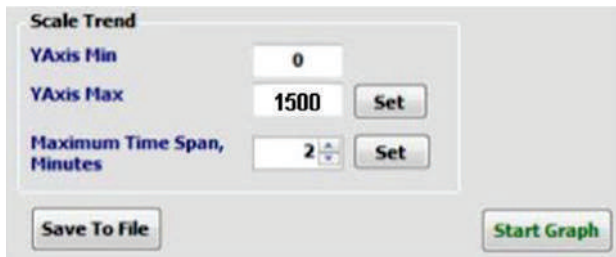 Scale Trend
YAxis Min 0
YAxis Max 1500 Set
Maximum Time Span,
Minutes 2 Set
Save To File Start Graph